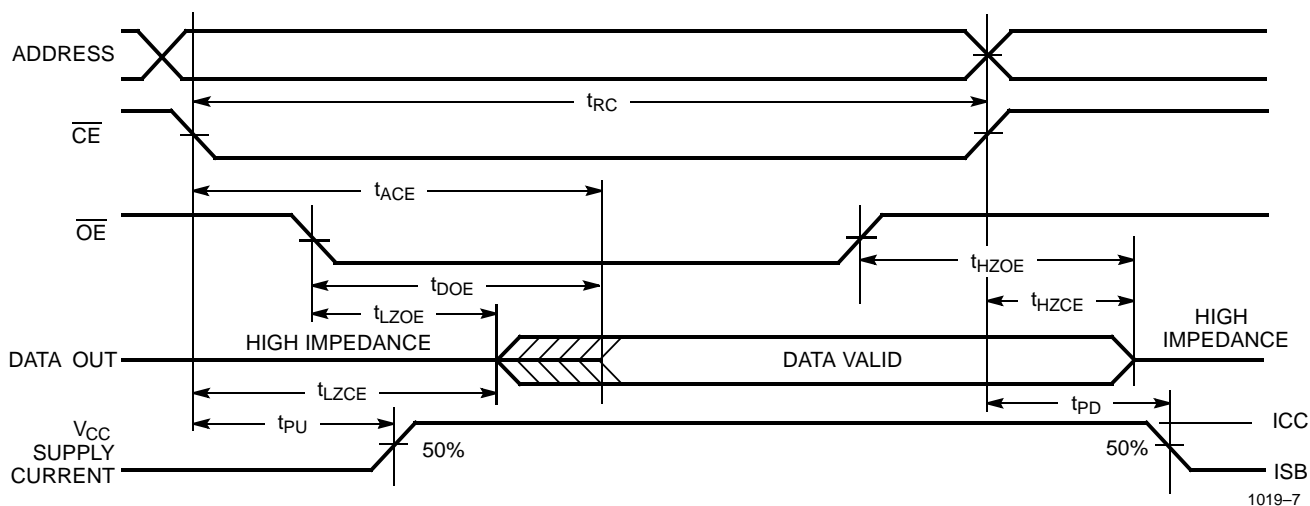 ADDRESS
tRC
CE
tACE
OE
tHZOE
tDOE
tHZCE
tLZOE
HIGH
IMPEDANCE
HIGH IMPEDANCE
DATA OUT
DATA VALID
tLZCE
tPD
tPU
ICC
VCC
SUPPLY
CURRENT
50%
50%
ISB
1019–7